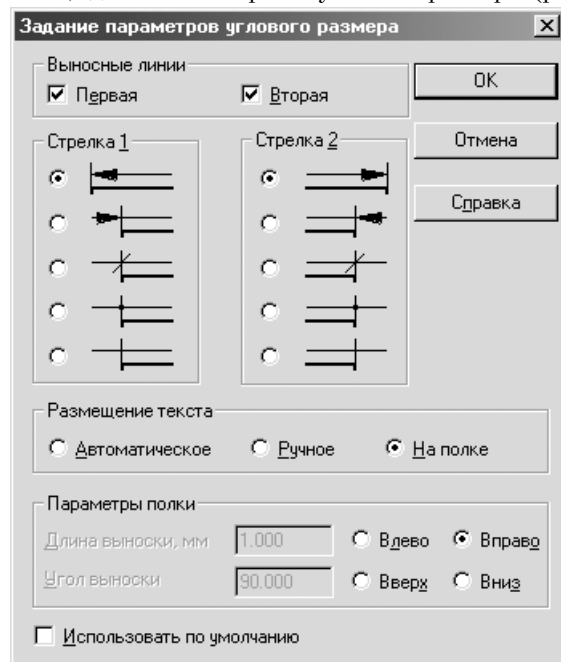 Задание параметров углового размера
Выносные линии
Первая
Вторая
OK
Отмена
Справка
Стрелка 1
Стрелка 2
Размещение текста
Автоматическое
Ручное
На полке
Параметры полки
Длина выноски, мм
1.000
Влево
Вправо
Угол выноски
90.000
Вверх
Вниз
Использовать по умолчанию